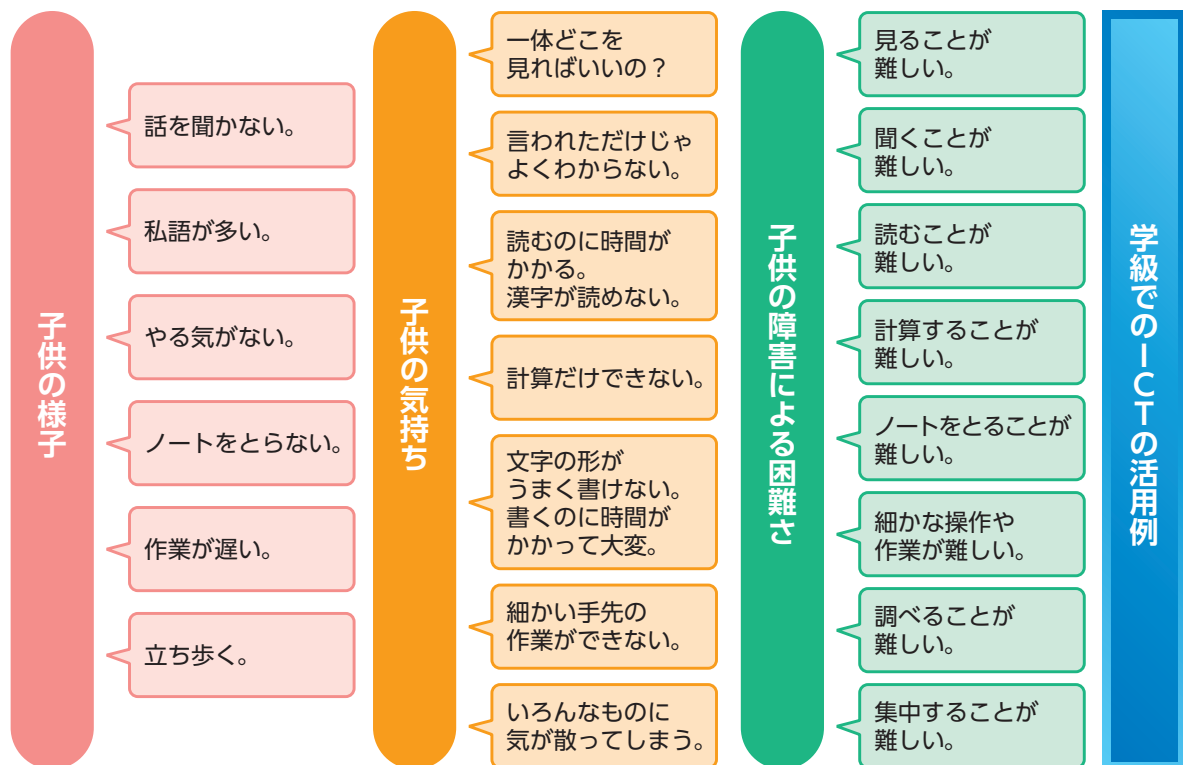 子供の様子
話を聞かない。
私語が多い。
やる気がない。
ノートをとらない。
作業が遅い。
立ち歩く。
子供の気持ち
一体どこを
見ればいいの？
言われただけじゃ
よくわからない。
読むのに時間が
かかる。
漢字が読めない。
計算だけできない。
文字の形が
うまく書けない。
書くのに時間が
かかって大変。
細かい手先の
作業ができない。
いろんなものに
気が散ってしまう。
子供の障害による困難さ
見ることが
難しい。
聞くことが
難しい。
読むことが
難しい。
計算することが
難しい。
ノートをとることが
難しい。
細かな操作や
作業が難しい。
調べることが
難しい。
集中することが
難しい。
学級でのICTの活用例